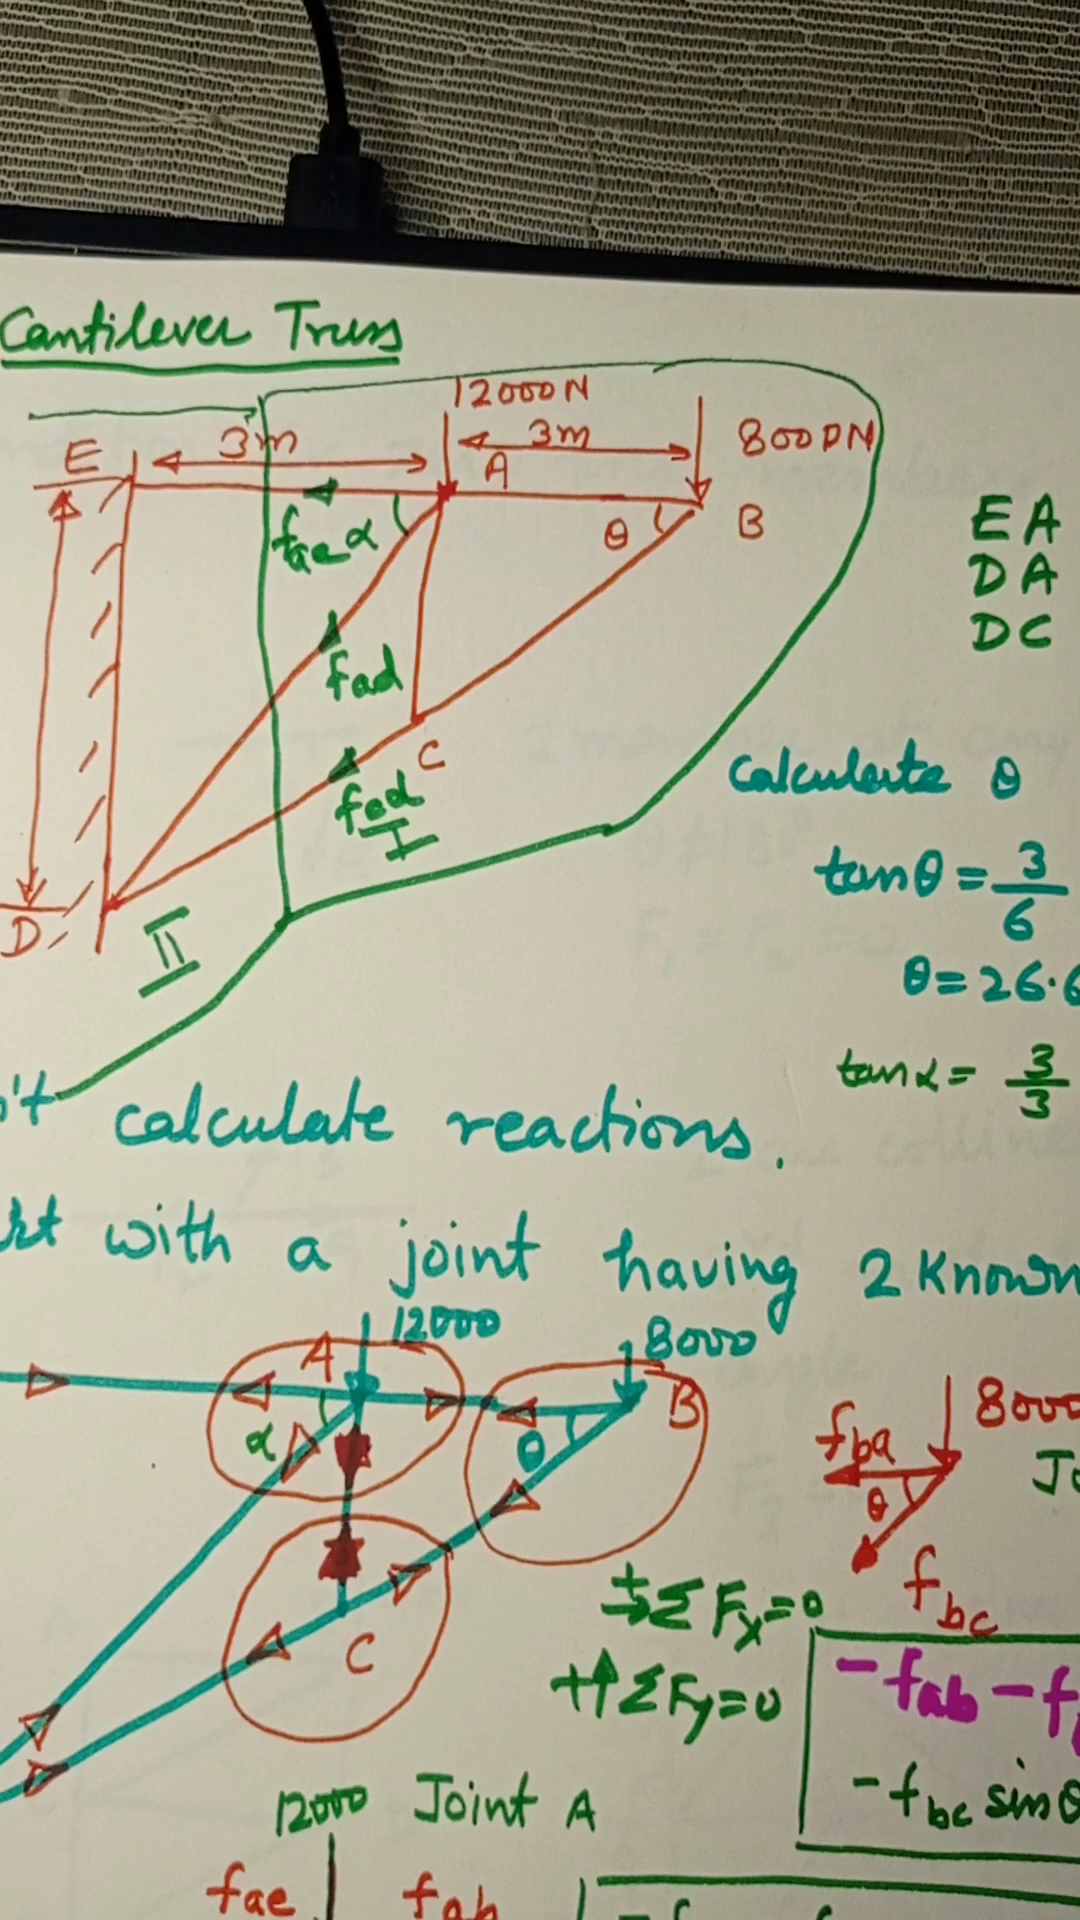 Cantilever Truss
12000N
3m
3m
8000N
E
A
B
fae
α
θ
EA
DA
DC
fad
C
fcd
I
Calculate θ
tanθ = 3/6
D
II
θ = 26.6
tanα = 3/3
't calculate reactions.
rt with a joint having 2 known
12000
8000
A
B
α
θ
fba
8000
θ
fbc
C
+ΣFx=0
+↑ΣFy=0
-fab-f
-fbc sinθ
12000 Joint A
fae
fab